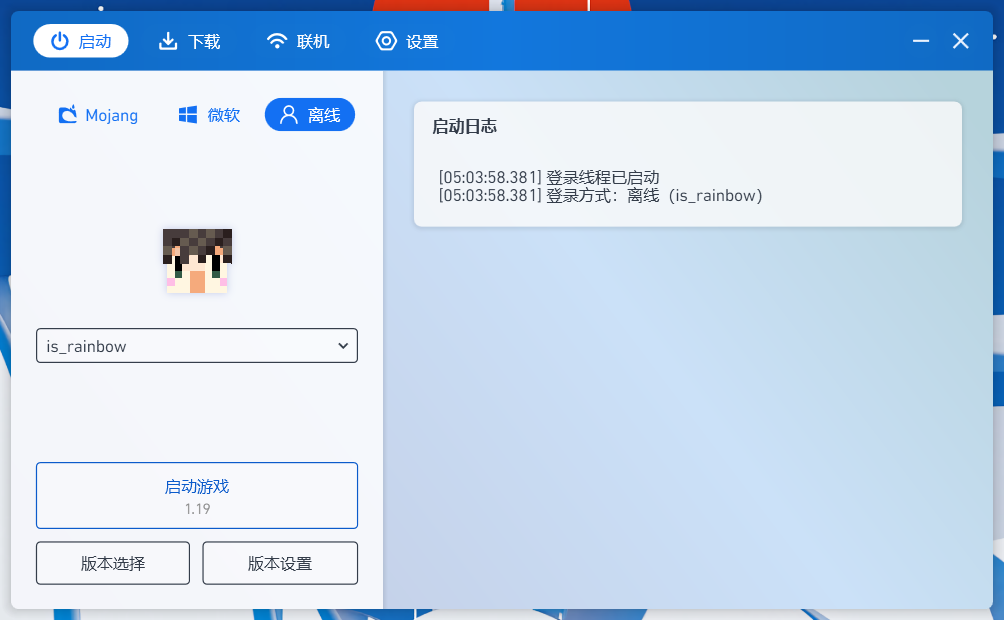 启动 下载 联机 设置
Mojang 微软 离线
is_rainbow
启动游戏
1.19
版本选择 版本设置
启动日志
[05:03:58.381] 登录线程已启动
[05:03:58.381] 登录方式：离线（is_rainbow）